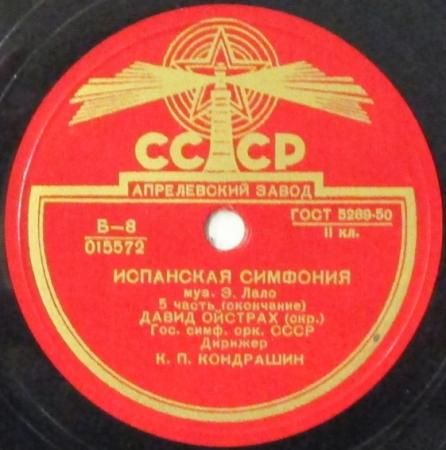 СССР
АПРЕЛЕВСКИЙ ЗАВОД
Б—8
015572
ГОСТ 5289-50
II кл.
ИСПАНСКАЯ СИМФОНИЯ
муз. Э. Лало
5 часть (окончание)
ДАВИД ОЙСТРАХ (скр.)
Гос. симф. орк. СССР
Дирижер
К. П. КОНДРАШИН